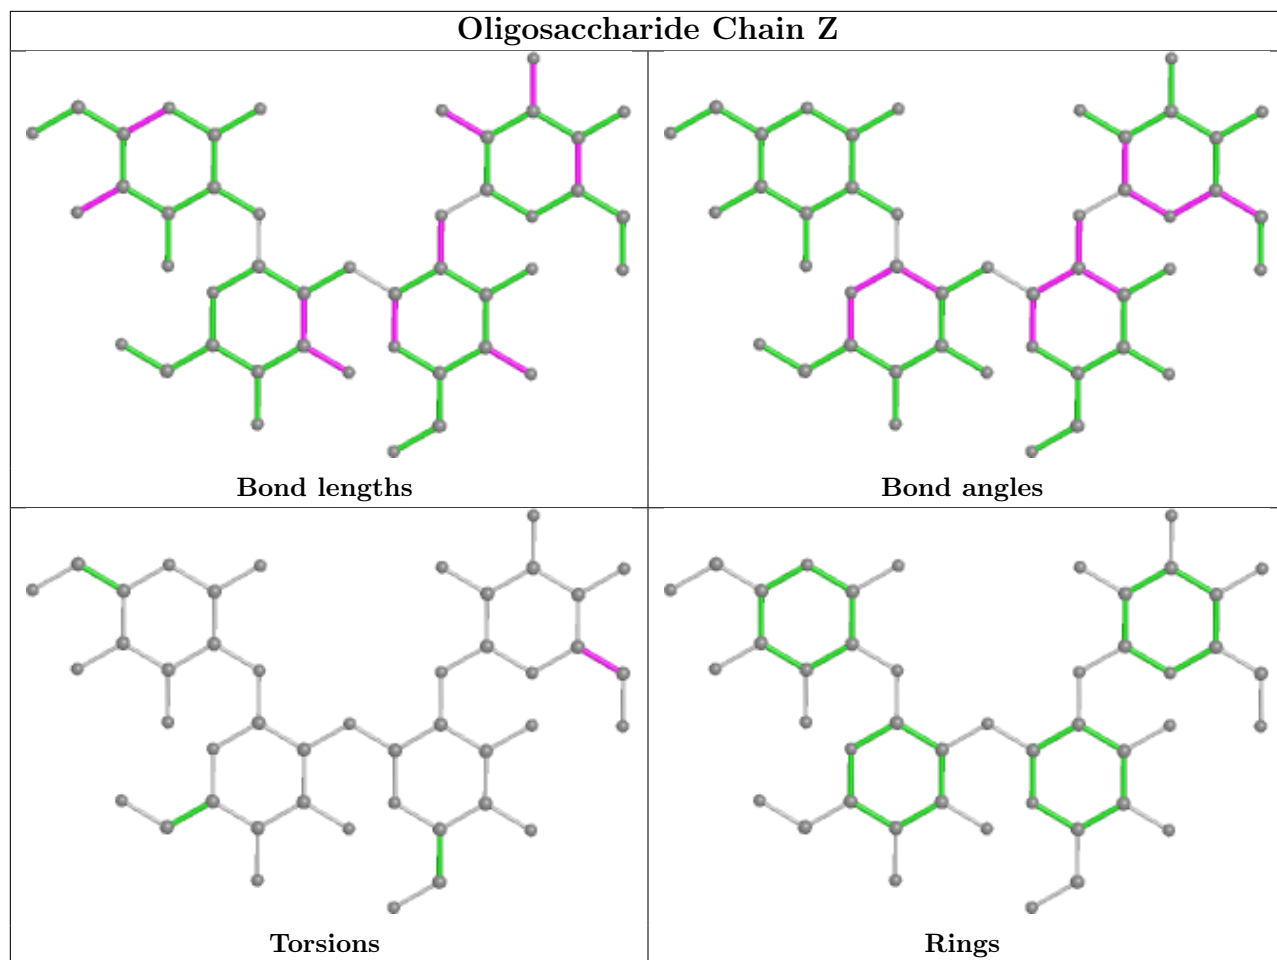 Oligosaccharide Chain Z
Bond lengths
Bond angles
Torsions
Rings